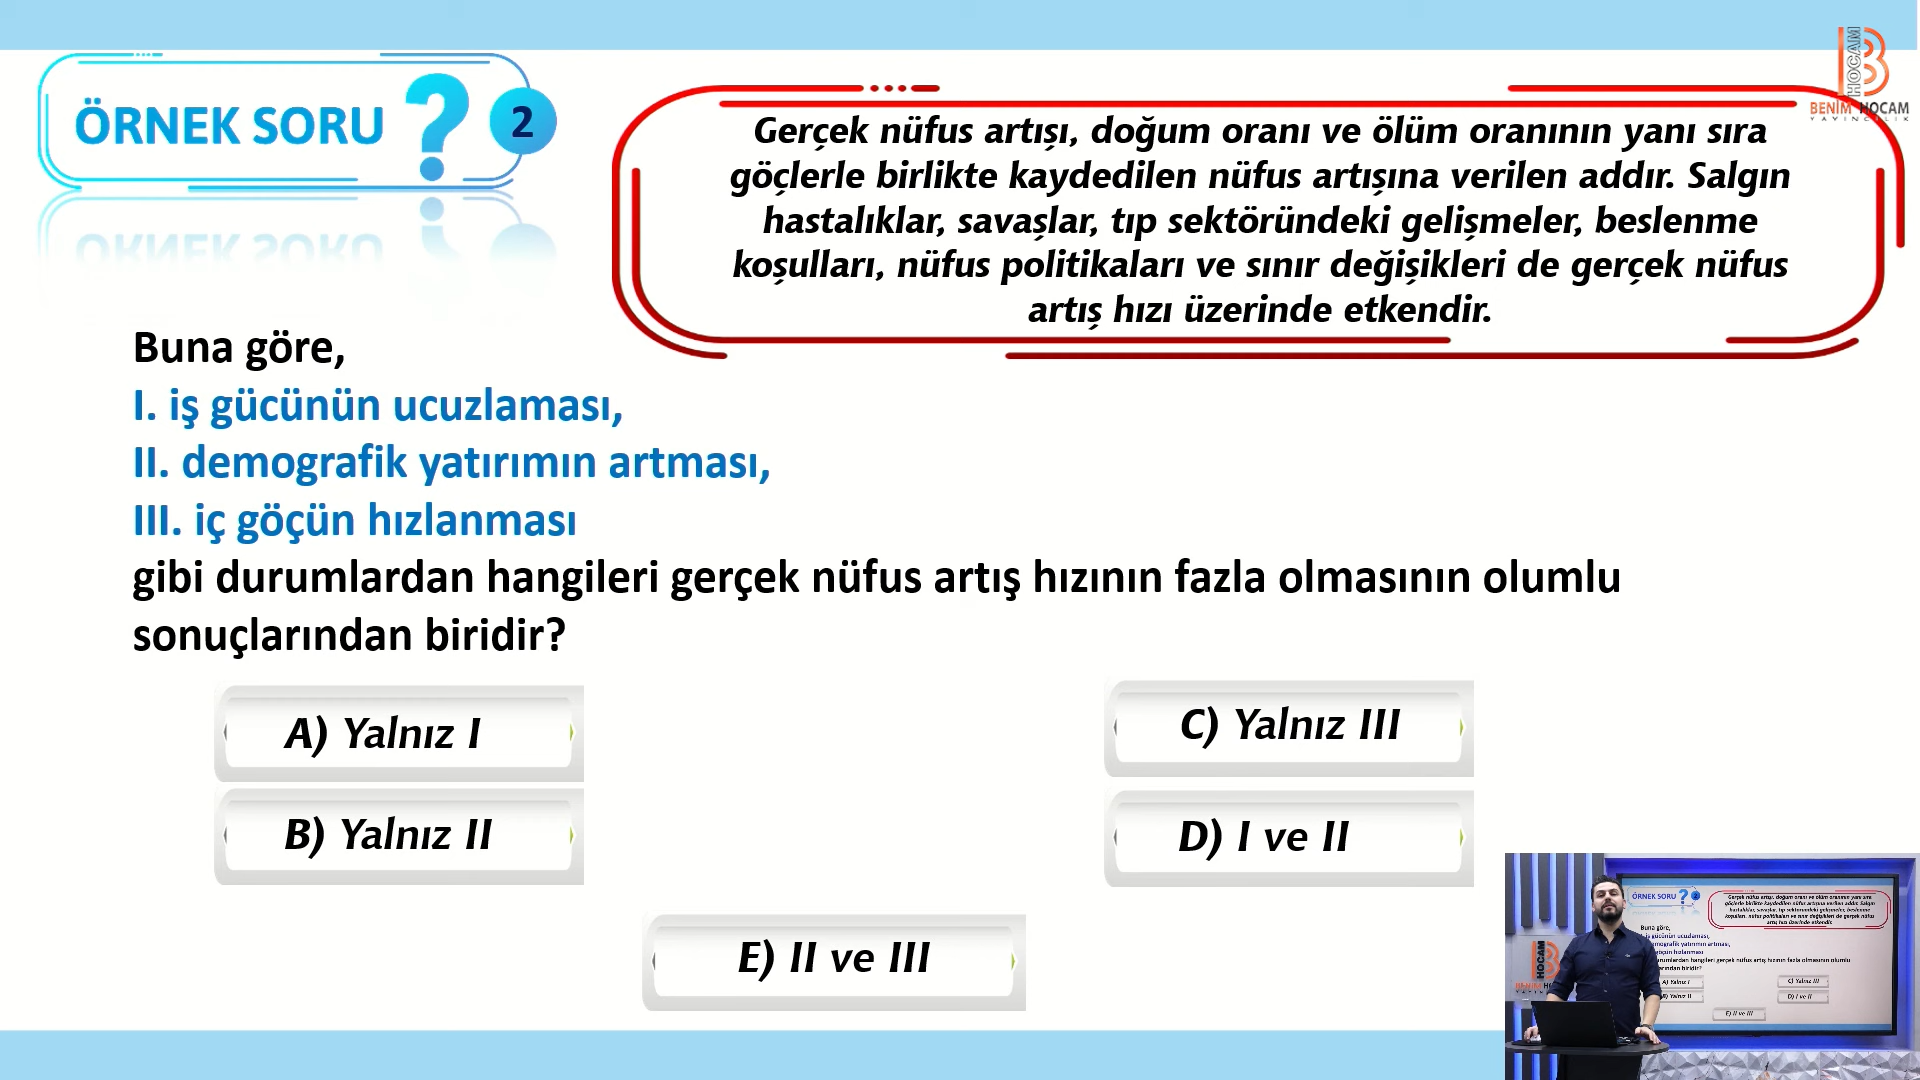 ÖRNEK SORU ? 2
HOCAM
BENİM HOCAM
YAYINCILIK
Gerçek nüfus artışı, doğum oranı ve ölüm oranının yanı sıra
göçlerle birlikte kaydedilen nüfus artışına verilen addır. Salgın
hastalıklar, savaşlar, tıp sektöründeki gelişmeler, beslenme
koşulları, nüfus politikaları ve sınır değişikleri de gerçek nüfus
artış hızı üzerinde etkendir.
Buna göre,
I. iş gücünün ucuzlaması,
II. demografik yatırımın artması,
III. iç göçün hızlanması
gibi durumlardan hangileri gerçek nüfus artış hızının fazla olmasının olumlu
sonuçlarından biridir?
A) Yalnız I
B) Yalnız II
C) Yalnız III
D) I ve II
E) II ve III